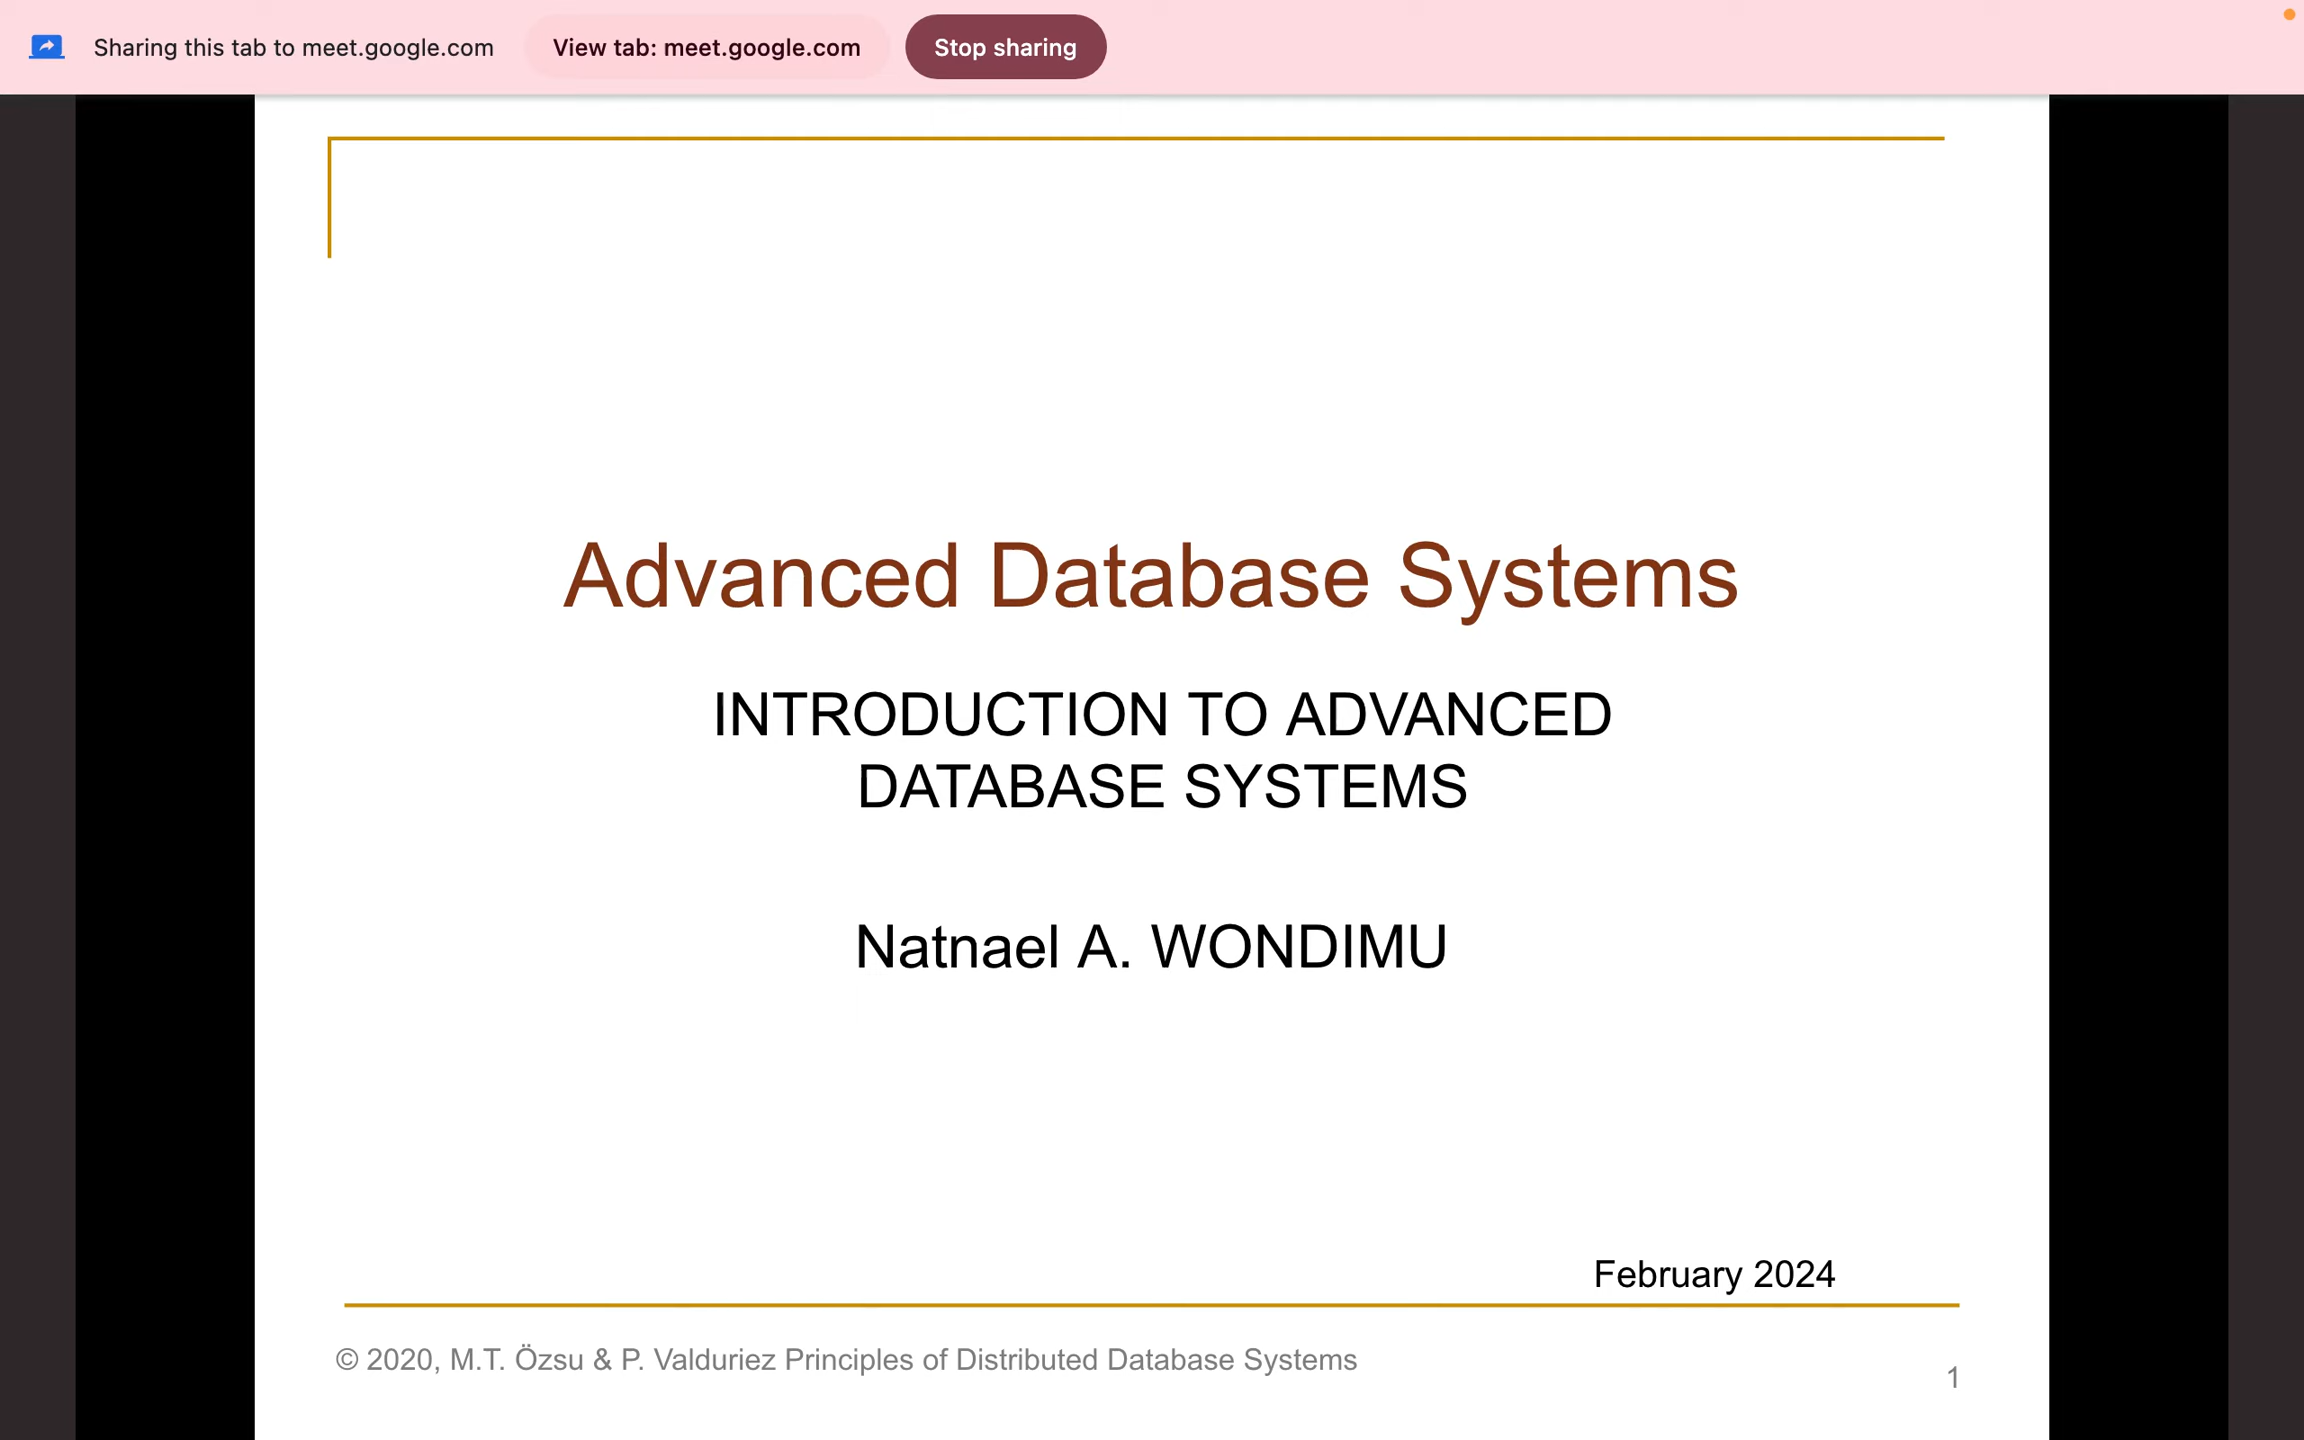 Sharing this tab to meet.google.com View tab: meet.google.com Stop sharing
Advanced Database Systems
INTRODUCTION TO ADVANCED
DATABASE SYSTEMS
Natnael A. WONDIMU
February 2024
© 2020, M.T. Özsu & P. Valduriez Principles of Distributed Database Systems
1